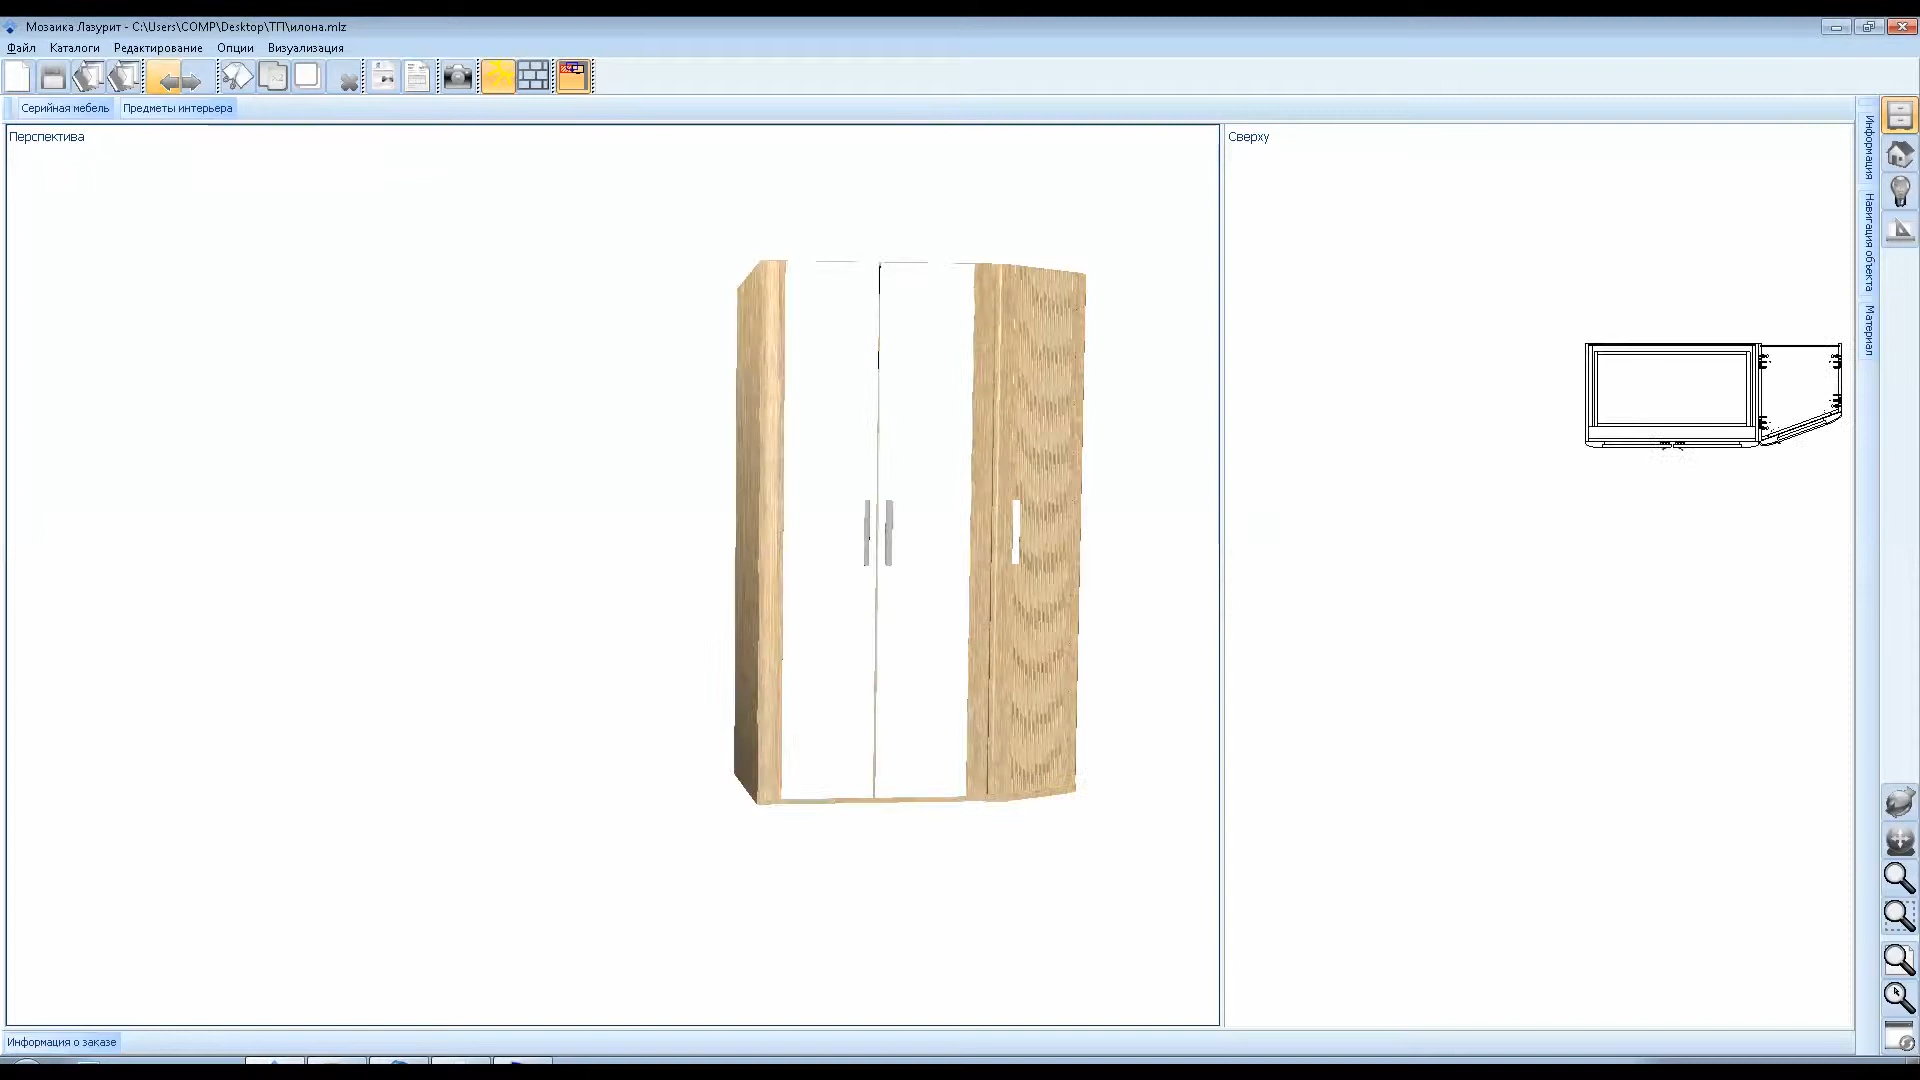 Мозаика Лазурит - C:\Users\COMP\Desktop\ТП\илона.mlz
Файл Каталоги Редактирование Опции Визуализация
Серийная мебель Предметы интерьера
Перспектива
Сверху
Информация
Навигация объекта
Материал
Информация о заказе